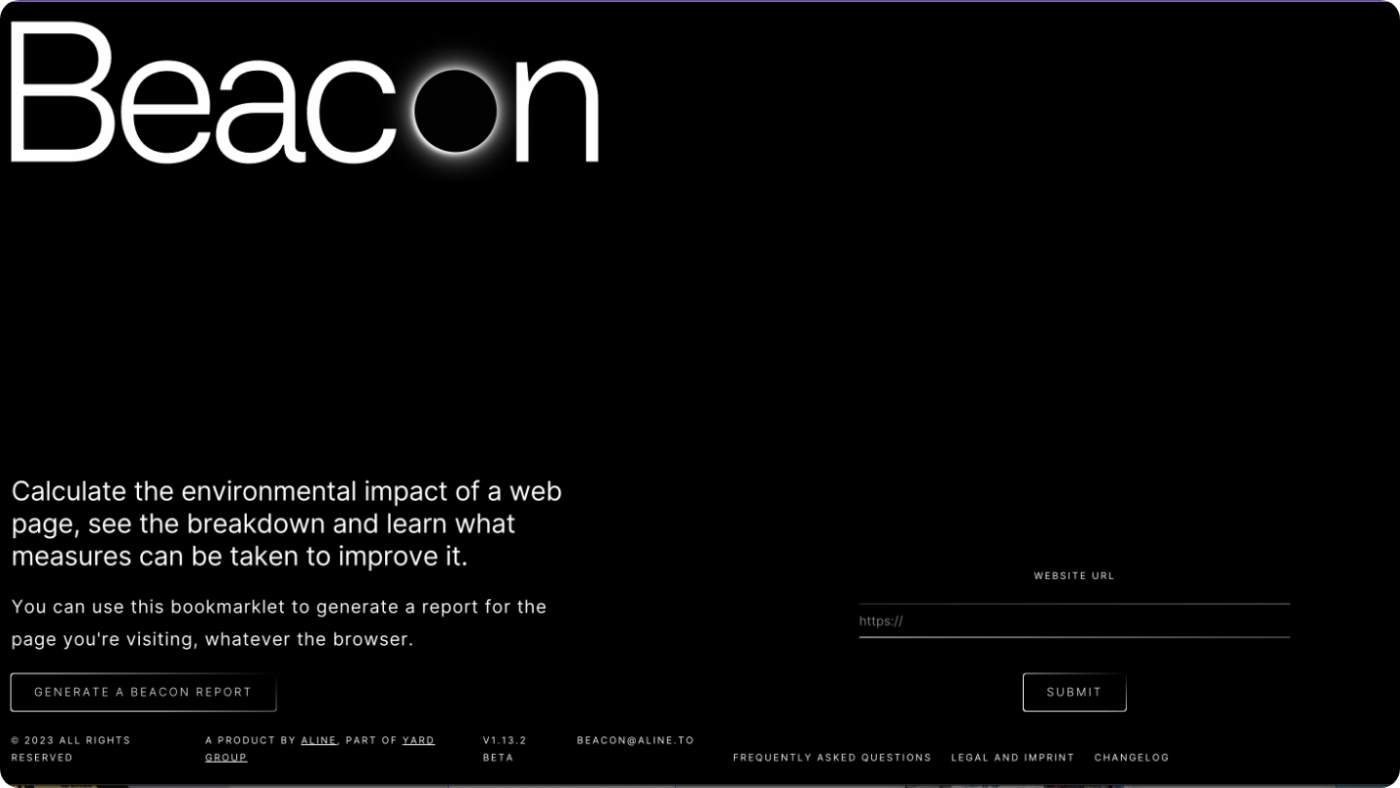 Beacon
Calculate the environmental impact of a web
page, see the breakdown and learn what
measures can be taken to improve it.
You can use this bookmarklet to generate a report for the
page you're visiting, whatever the browser.
GENERATE A BEACON REPORT
WEBSITE URL
https://
SUBMIT
© 2023 ALL RIGHTS
RESERVED
A PRODUCT BY ALINE, PART OF YARD
GROUP
V1.13.2
BETA
BEACON@ALINE.TO
FREQUENTLY ASKED QUESTIONS
LEGAL AND IMPRINT
CHANGELOG